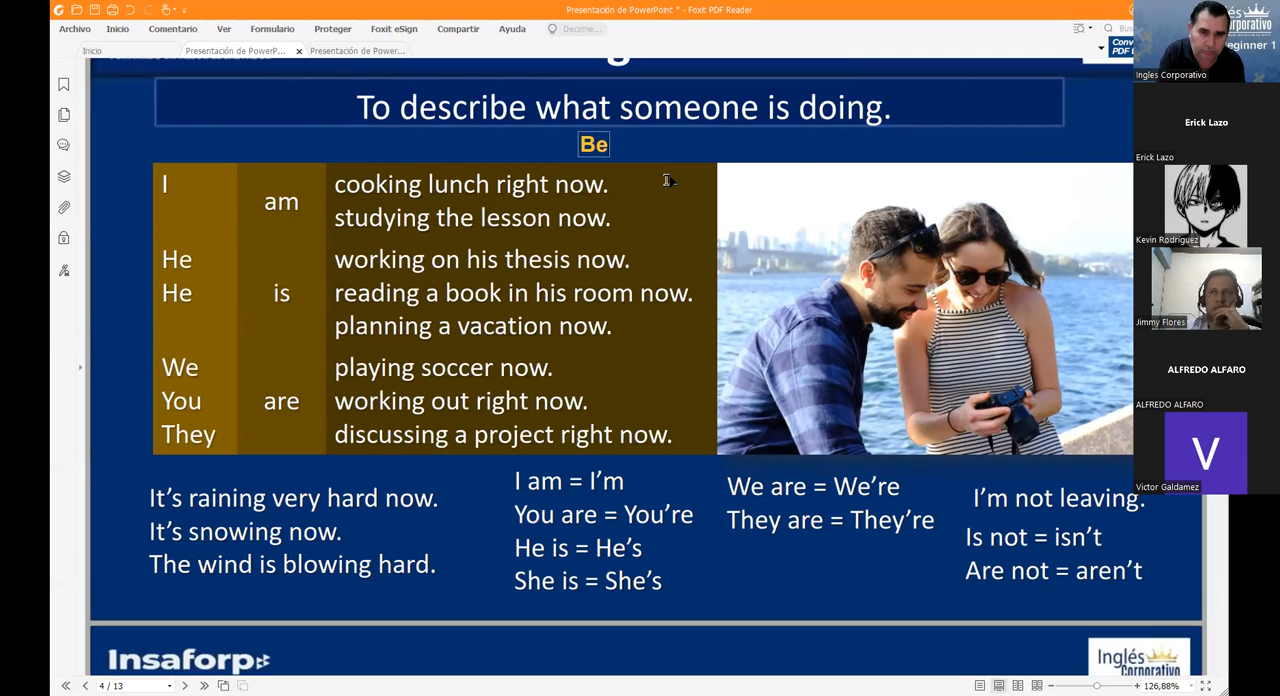 Presentación de PowerPoint * - Foxit PDF Reader
Archivo Inicio Comentario Ver Formulario Proteger Foxit eSign Compartir Ayuda Decirme...
Inicio Presentación de PowerP... Presentación de Power...
To describe what someone is doing.
Be
I am cooking lunch right now.
studying the lesson now.
He working on his thesis now.
He is reading a book in his room now.
planning a vacation now.
We playing soccer now.
You are working out right now.
They discussing a project right now.
It's raining very hard now.
It's snowing now.
The wind is blowing hard.
I am = I'm
You are = You're
He is = He's
She is = She's
We are = We're
They are = They're
I'm not leaving.
Is not = isn't
Are not = aren't
Insaforp
Inglés
Corporativo
4 / 13
126,88%
Conv
PDF
Corporativo
eginner 1
Ingles Corporativo
Erick Lazo
Erick Lazo
Kevin Rodríguez
Jimmy Flores
ALFREDO ALFARO
ALFREDO ALFARO
V
Victor Galdamez